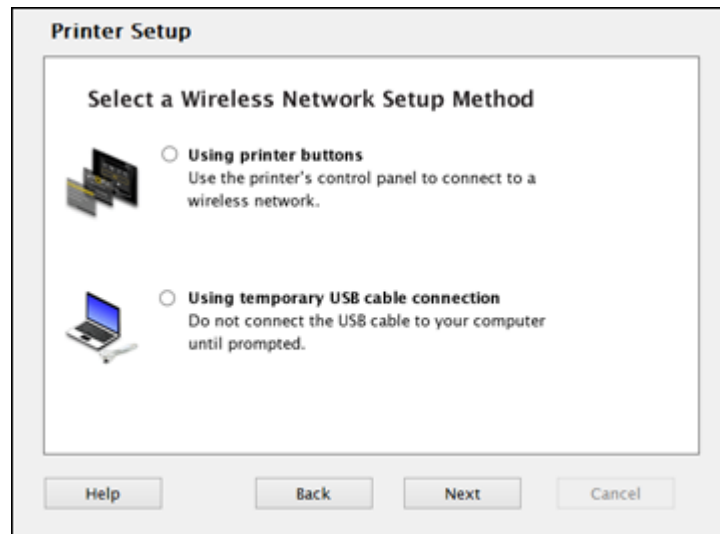 Printer Setup
Select a Wireless Network Setup Method
Using printer buttons
Use the printer's control panel to connect to a
wireless network.
Using temporary USB cable connection
Do not connect the USB cable to your computer
until prompted.
Help Back Next Cancel